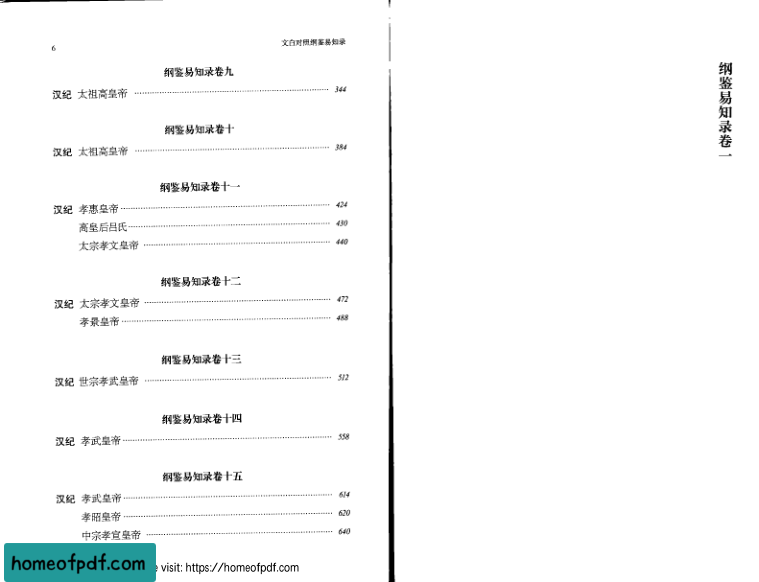 6
文白对照纲鉴易知录
纲鉴易知录卷九
汉纪 太祖高皇帝 344
纲鉴易知录卷十
汉纪 太祖高皇帝 384
纲鉴易知录卷十一
汉纪 孝惠皇帝 424
高皇后吕氏 430
太宗孝文皇帝 440
纲鉴易知录卷十二
汉纪 太宗孝文皇帝 472
孝景皇帝 488
纲鉴易知录卷十三
汉纪 世宗孝武皇帝 512
纲鉴易知录卷十四
汉纪 孝武皇帝 558
纲鉴易知录卷十五
汉纪 孝武皇帝 614
孝昭皇帝 620
中宗孝宣皇帝 640
homeofpdf.com
visit: https://homeofpdf.com
纲鉴易知录卷一